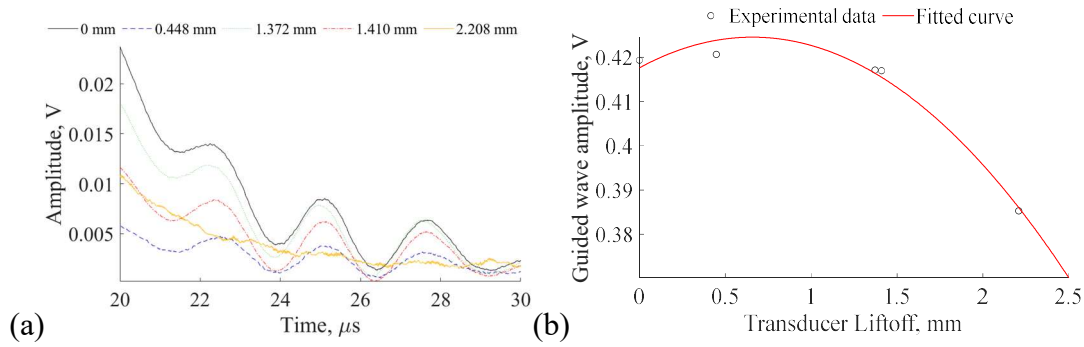 0 mm 0.448 mm 1.372 mm 1.410 mm 2.208 mm
0.02
0.015
0.01
0.005
20 22 24 26 28 30
Amplitude, V
Time, μs
(a)
Experimental data Fitted curve
0.42
0.41
0.4
0.39
0.38
0 0.5 1 1.5 2 2.5
Guided wave amplitude, V
Transducer Liftoff, mm
(b)